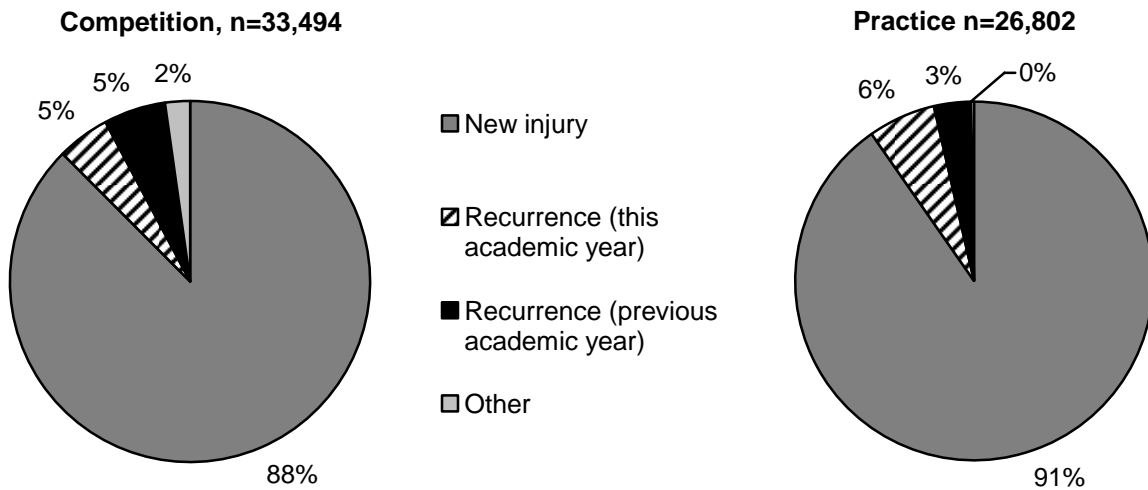 Competition, n=33,494
5%
5%
2%
88%
New injury
Recurrence (this
academic year)
Recurrence (previous
academic year)
Other
Practice n=26,802
6%
3%
0%
91%